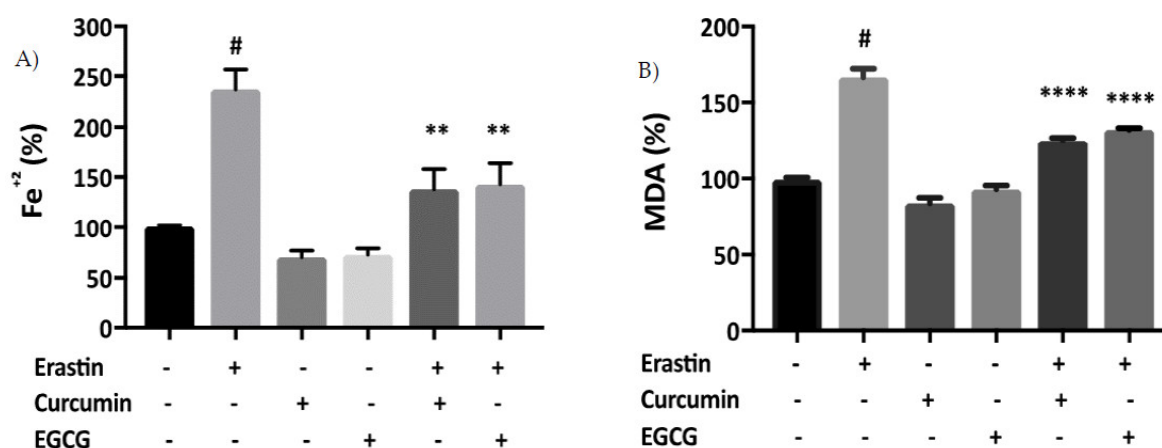 A)
Fe⁺² (%)
300
250
200
150
100
50
0
#
**
**
Erastin - + - - + +
Curcumin - - + - + -
EGCG - - - + - +
B)
MDA (%)
200
150
100
50
0
#
****
****
Erastin - + - - + +
Curcumin - - + - + -
EGCG - - - + - +